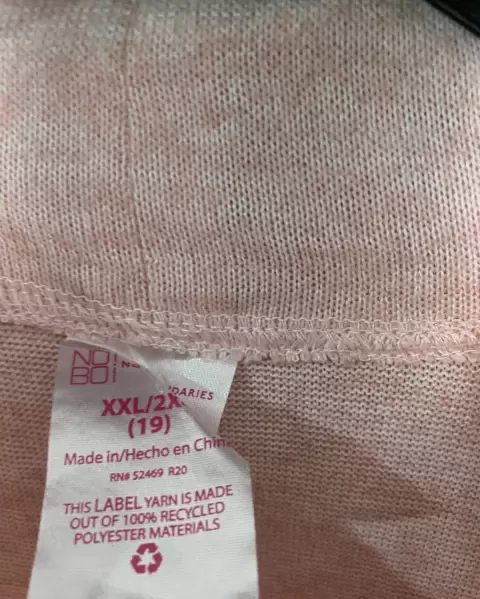 NO!
BO!
DARIES
XXL/2X
(19)
Made in/Hecho en Chin
RN# 52469 R20
THIS LABEL YARN IS MADE
OUT OF 100% RECYCLED
POLYESTER MATERIALS